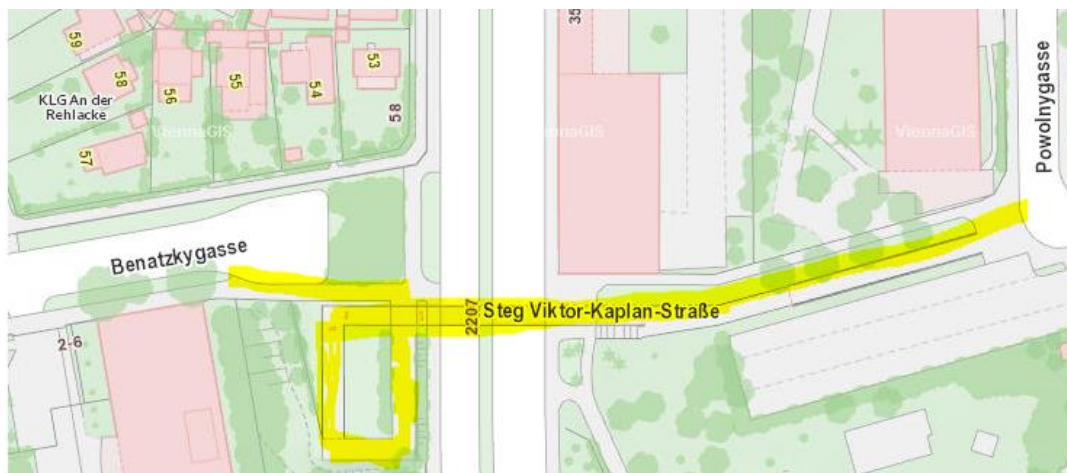 59
58
56
55
54
53
35
58
KLG An der
Rehlacke
57
ViennaGIS
ViennaGIS
ViennaGIS
Powolnygasse
Benatzkygasse
Steg Viktor-Kaplan-Straße
2207
2-6